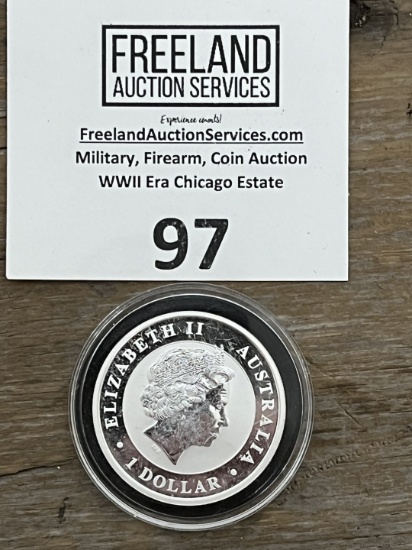 FREELAND
AUCTION SERVICES
Experience counts!
FreelandAuctionServices.com
Military, Firearm, Coin Auction
WWII Era Chicago Estate
97
ELIZABETH II
AUSTRALIA
1 DOLLAR